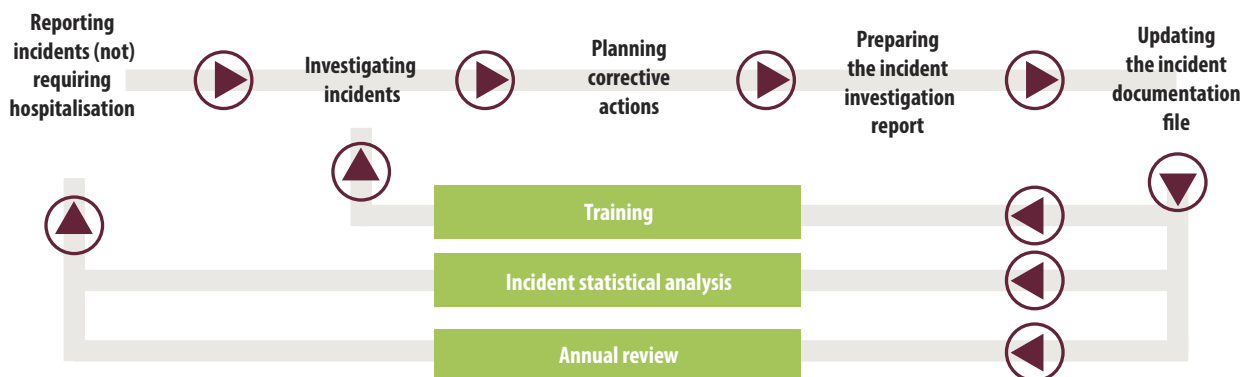 Reporting
incidents (not)
requiring
hospitalisation
Investigating
incidents
Planning
corrective
actions
Preparing
the incident
investigation
report
Updating
the incident
documentation
file
Training
Incident statistical analysis
Annual review